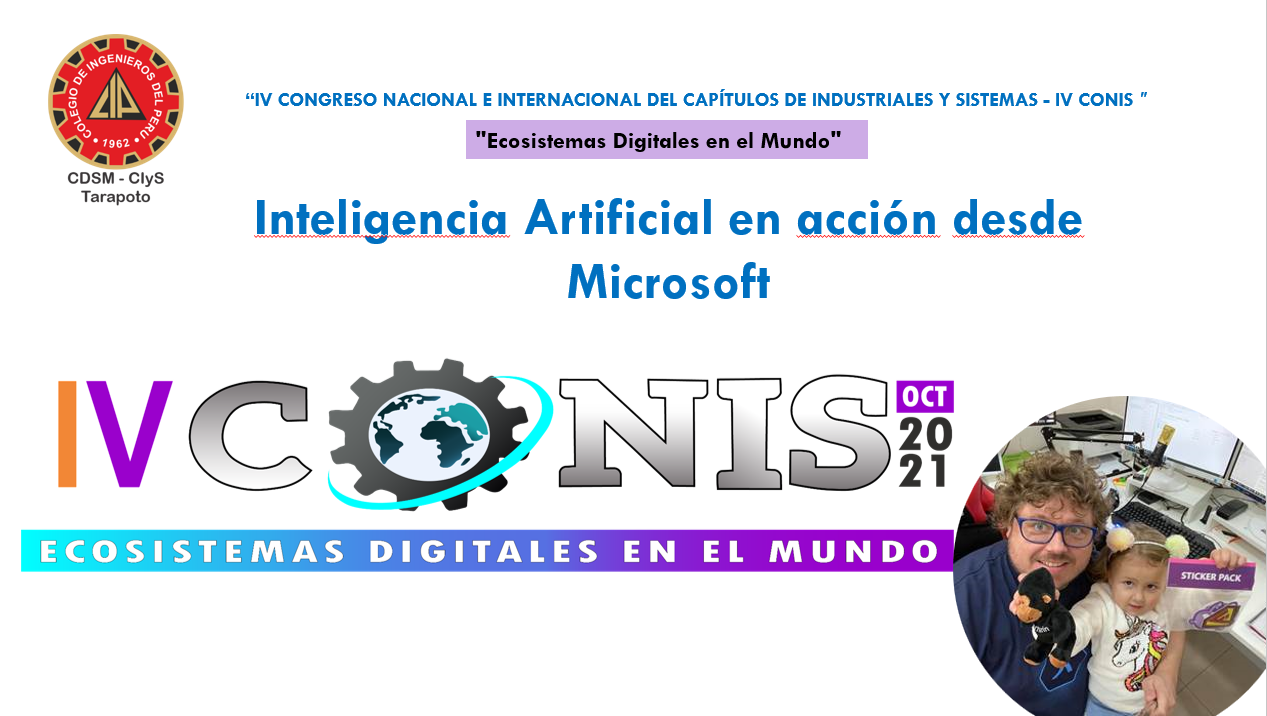 COLEGIO DE INGENIEROS DEL PERU
• 1962 •
CDSM - CIyS
Tarapoto
“IV CONGRESO NACIONAL E INTERNACIONAL DEL CAPÍTULOS DE INDUSTRIALES Y SISTEMAS - IV CONIS ”
"Ecosistemas Digitales en el Mundo"
Inteligencia Artificial en acción desde
Microsoft
IV CONIS
OCT
20
21
ECOSISTEMAS DIGITALES EN EL MUNDO
STICKER PACK